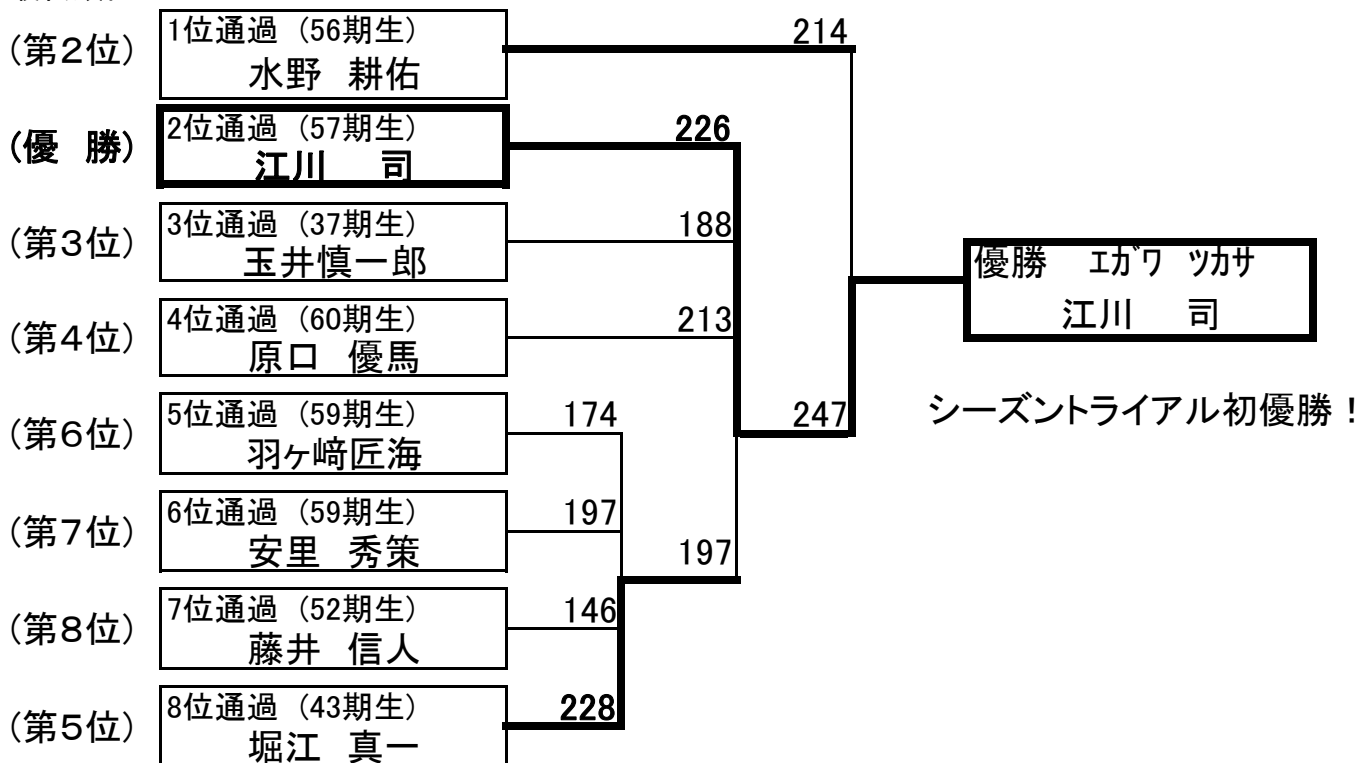 (第2位)
1位通過 (56期生)
水野 耕佑
214
(優 勝)
2位通過 (57期生)
江川 司
226
(第3位)
3位通過 (37期生)
玉井慎一郎
188
優勝 エガワ ツカサ
江川 司
(第4位)
4位通過 (60期生)
原口 優馬
213
シーズントライアル初優勝!
(第6位)
5位通過 (59期生)
羽ヶ﨑匠海
174
247
(第7位)
6位通過 (59期生)
安里 秀策
197
197
(第8位)
7位通過 (52期生)
藤井 信人
146
(第5位)
8位通過 (43期生)
堀江 真一
228